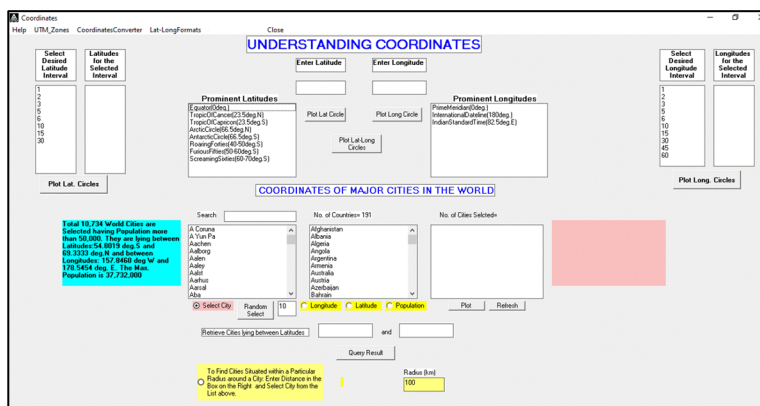 Coordinates
Help UTM_Zones CoordinatesConverter Lat-LongFormats Close
UNDERSTANDING COORDINATES
Select Desired Latitude Interval
1
2
3
5
6
10
15
30
Latitudes for the Selected Interval
Plot Lat. Circles
Enter Latitude
Enter Longitude
Prominent Latitudes
Equator(0deg.)
TropicOfCancer(23.5deg.N)
TropicOfCapricon(23.5deg.S)
ArcticCircle(66.5deg.N)
AntarcticCircle(66.5deg.S)
RoaringForties(40-50deg.S)
FuriousFifties(50-60deg.S)
ScreamingSixties(60-70deg.S)
Plot Lat Circle
Plot Long Circle
Plot Lat-Long Circles
Prominent Longitudes
PrimeMeridian(0deg.)
InternationalDateline(180deg.)
IndianStandardTime(82.5deg.E)
Select Desired Longitude Interval
1
2
3
5
6
10
15
30
45
60
Longitudes for the Selected Interval
Plot Long. Circles
COORDINATES OF MAJOR CITIES IN THE WORLD
Total 10,734 World Cities are
Selected having Population more
than 50,000. They are lying between
Latitudes:54.8019 deg.S and
69.3333 deg.N and between
Longitudes: 157.8460 deg W and
178.5454 deg. E. The Max.
Population is 37,732,000
Search
A Coruna
A Yun Pa
Aachen
Aalborg
Aalen
Aaley
Aalst
Aarhus
Aarsal
Aba
No. of Countries= 191
Afghanistan
Albania
Algeria
Angola
Argentina
Armenia
Australia
Austria
Azerbaijan
Bahrain
No. of Cities Selcted=
Select City
Random Select
10
Longitude
Latitude
Population
Plot
Refresh
Retrieve Cities lying between Latitudes
and
Query Result
To Find Cities Situated within a Particular
Radius around a City: Enter Distance in the
Box on the Right and Select City from the
List above.
Radius (km)
100